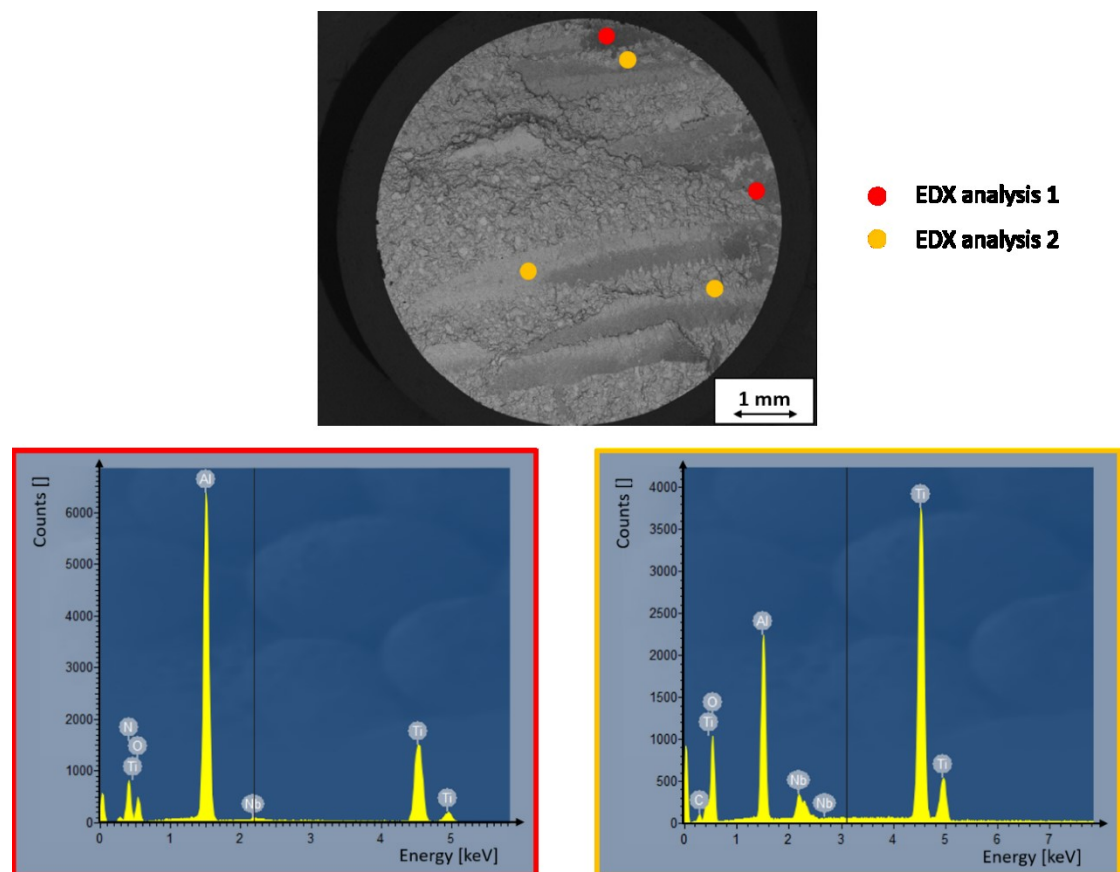 EDX analysis 1
EDX analysis 2
1 mm
Counts []
6000
5000
4000
3000
2000
1000
0
Al
N
O
Ti
Nb
Ti
Ti
0 1 2 3 4 5
Energy [keV]
Counts []
4000
3500
3000
2500
2000
1500
1000
500
0
Ti
Al
O
Ti
C
Nb
Nb
Ti
0 1 2 3 4 5 6 7
Energy [keV]